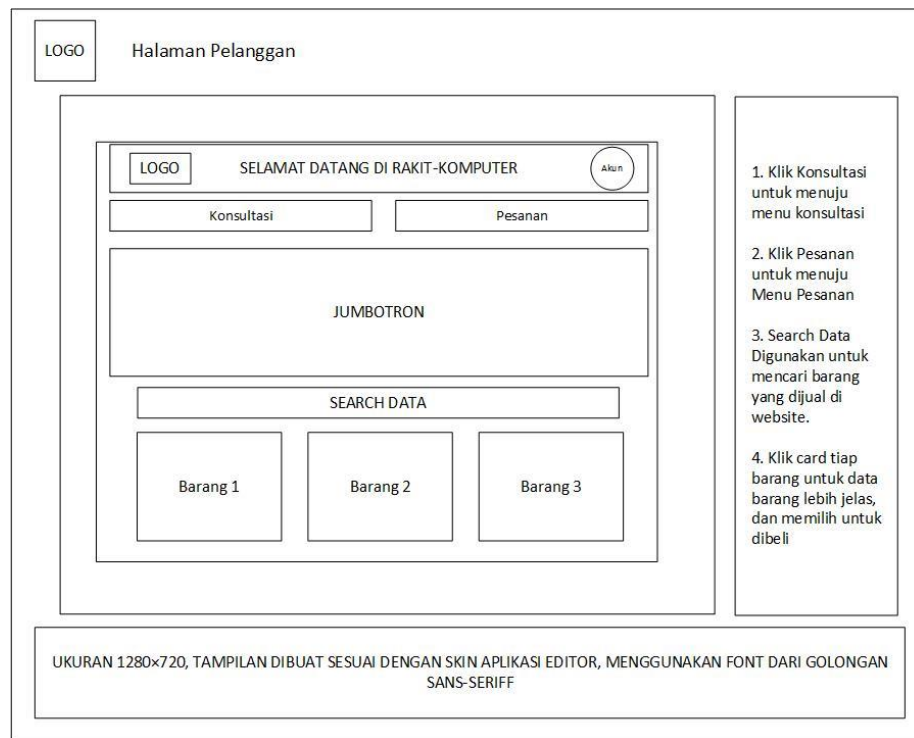 LOGO
Halaman Pelanggan
LOGO
SELAMAT DATANG DI RAKIT-KOMPUTER
Akun
Konsultasi
Pesanan
JUMBOTRON
SEARCH DATA
Barang 1
Barang 2
Barang 3
1. Klik Konsultasi
untuk menuju
menu konsultasi
2. Klik Pesanan
untuk menuju
Menu Pesanan
3. Search Data
Digunakan untuk
mencari barang
yang dijual di
website.
4. Klik card tiap
barang untuk data
barang lebih jelas,
dan memilih untuk
dibeli
UKURAN 1280×720, TAMPILAN DIBUAT SESUAI DENGAN SKIN APLIKASI EDITOR, MENGGUNAKAN FONT DARI GOLONGAN
SANS-SERIFF